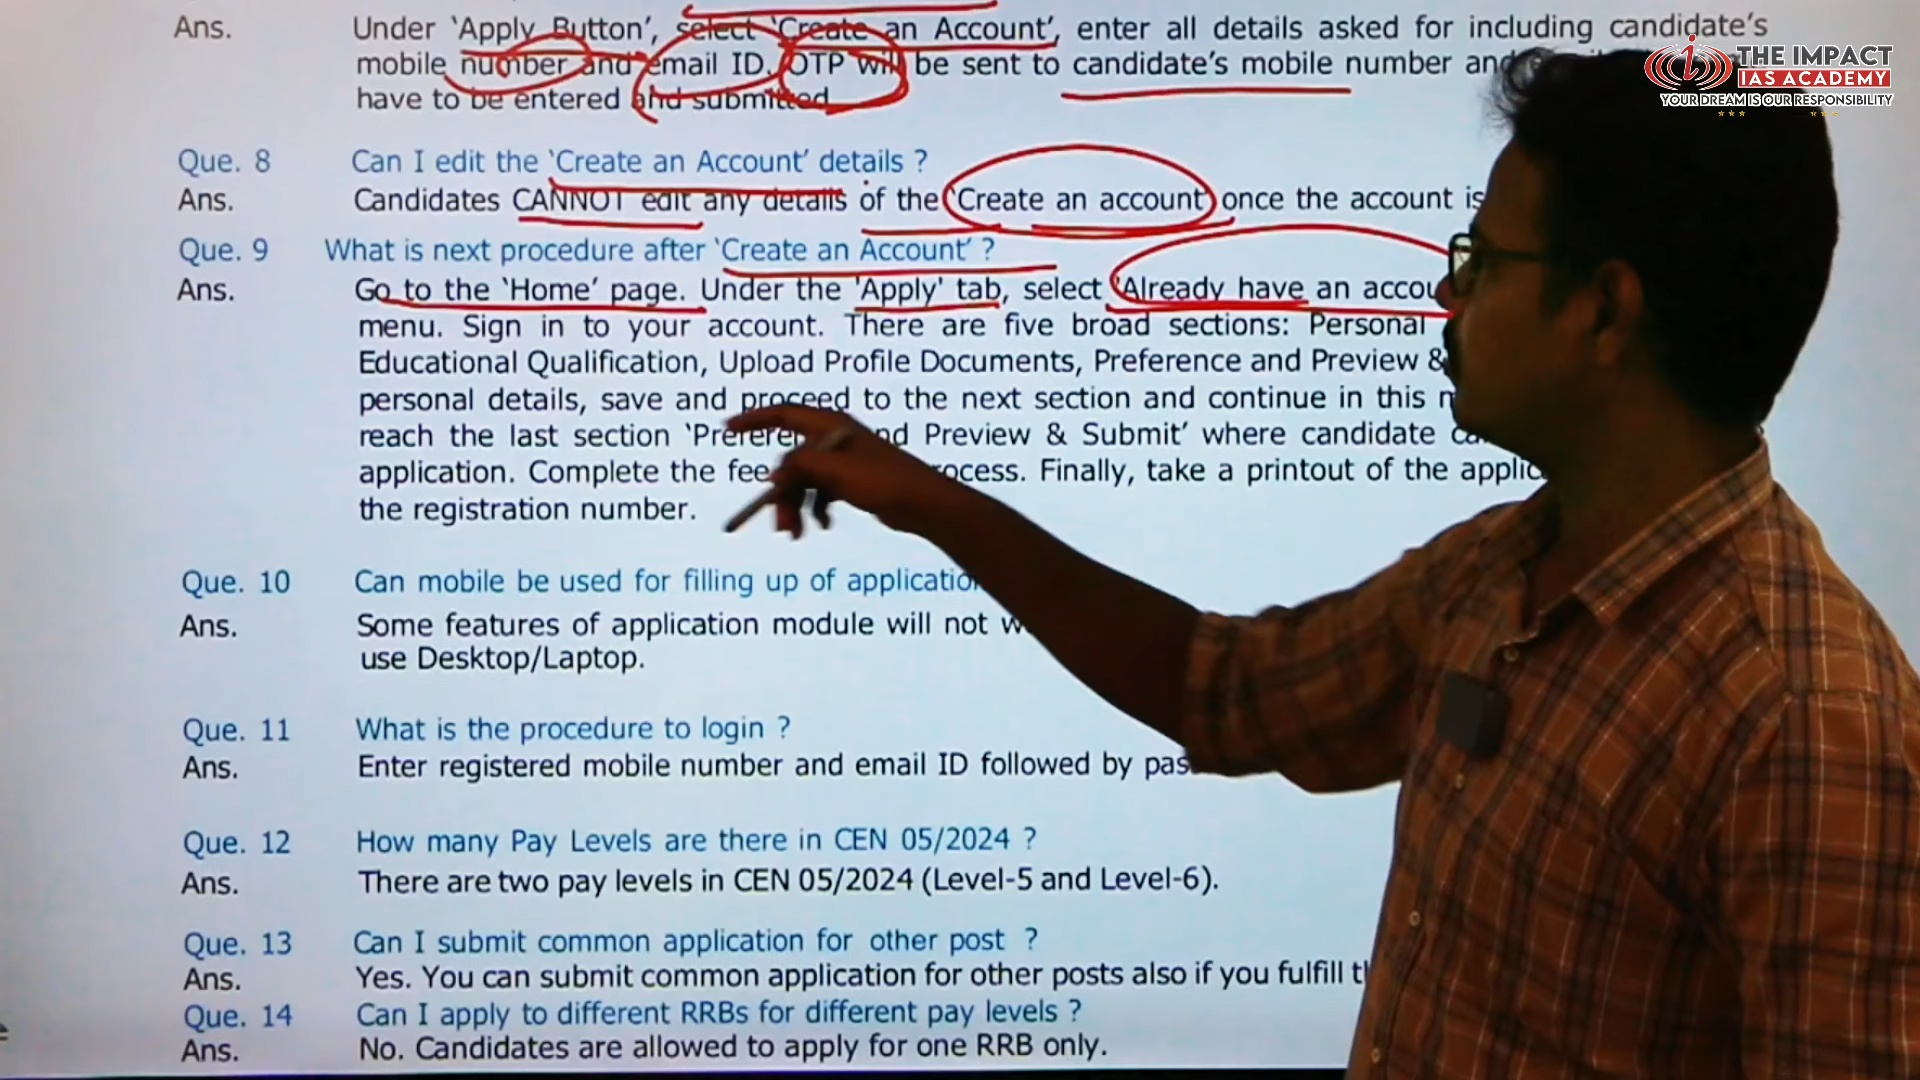 Ans. Under ‘Apply Button’, select ‘Create an Account’, enter all details asked for including candidate’s
mobile number and email ID. OTP will be sent to candidate’s mobile number and
have to be entered and submitted
Que. 8 Can I edit the ‘Create an Account’ details ?
Ans. Candidates CANNOT edit any details of the ‘Create an account’ once the account is
Que. 9 What is next procedure after ‘Create an Account’ ?
Ans. Go to the ‘Home’ page. Under the 'Apply' tab, select ‘Already have an
menu. Sign in to your account. There are five broad sections: Personal
Educational Qualification, Upload Profile Documents, Preference and Preview &
personal details, save and proceed to the next section and continue in this
reach the last section and Preview & Submit’ where candidate
application. Complete the fee Finally, take a printout of the
the registration number.
Que. 10 Can mobile be used for filling up of
Ans. Some features of application module will not
use Desktop/Laptop.
Que. 11 What is the procedure to login ?
Ans. Enter registered mobile number and email ID followed by
Que. 12 How many Pay Levels are there in CEN 05/2024 ?
Ans. There are two pay levels in CEN 05/2024 (Level-5 and Level-6).
Que. 13 Can I submit common application for other post ?
Ans. Yes. You can submit common application for other posts also if you fulfill
Que. 14 Can I apply to different RRBs for different pay levels ?
Ans. No. Candidates are allowed to apply for one RRB only.
THE IMPACT
IAS ACADEMY
YOUR DREAM IS OUR RESPONSIBILITY